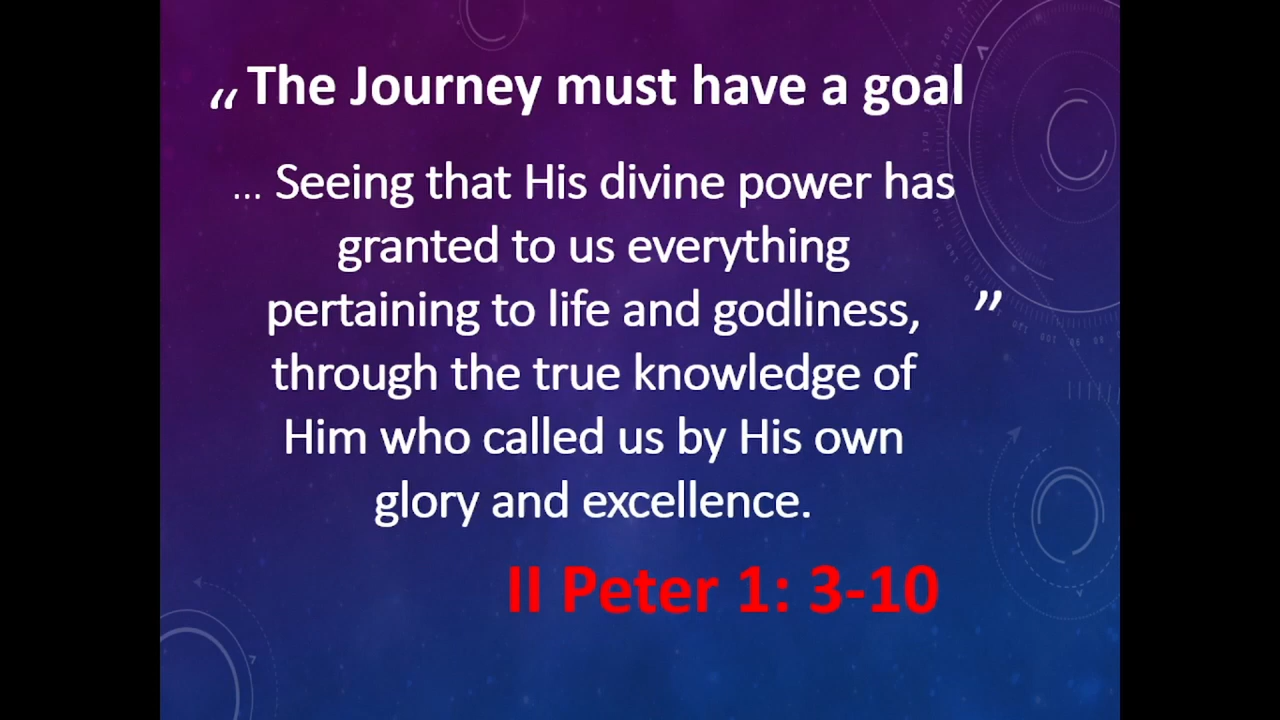 “ The Journey must have a goal
... Seeing that His divine power has
granted to us everything
pertaining to life and godliness, ”
through the true knowledge of
Him who called us by His own
glory and excellence.
II Peter 1: 3-10